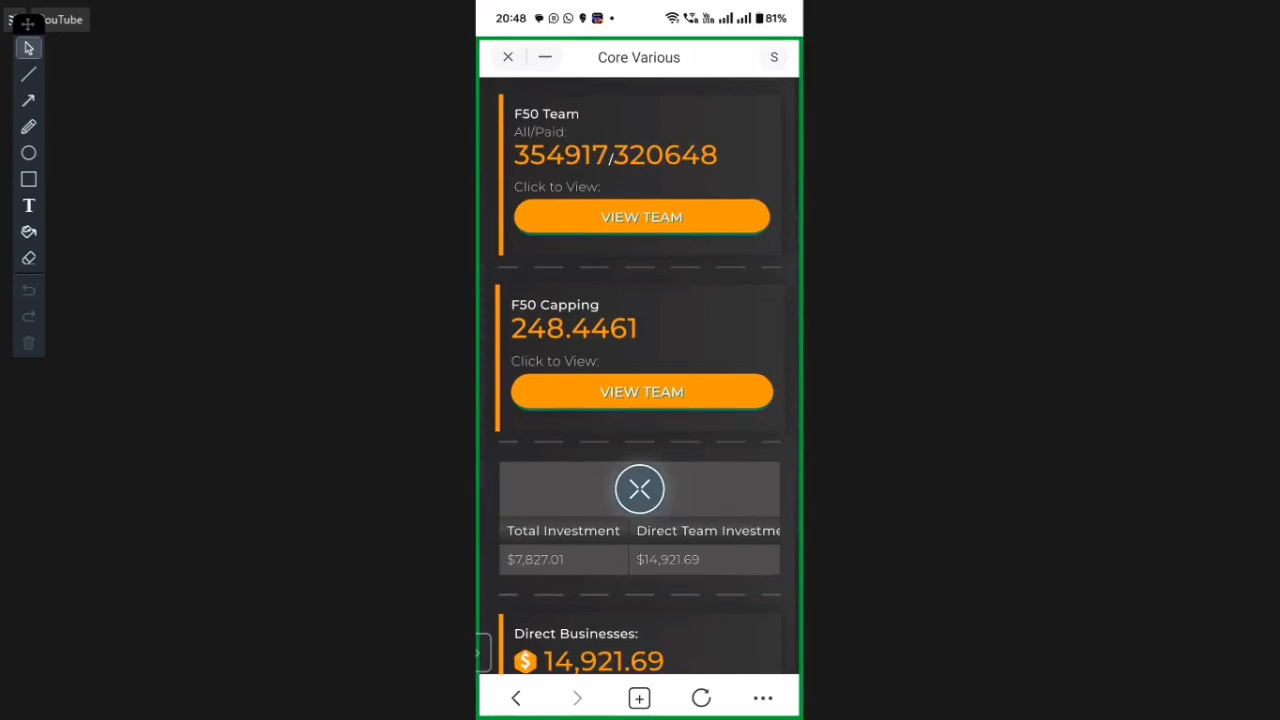 YouTube
T
20:48
81%
Core Various
S
F50 Team
All/Paid:
354917/320648
Click to View:
VIEW TEAM
F50 Capping
248.4461
Click to View:
VIEW TEAM
Total Investment
Direct Team Investme
$7,827.01
$14,921.69
Direct Businesses:
$ 14,921.69